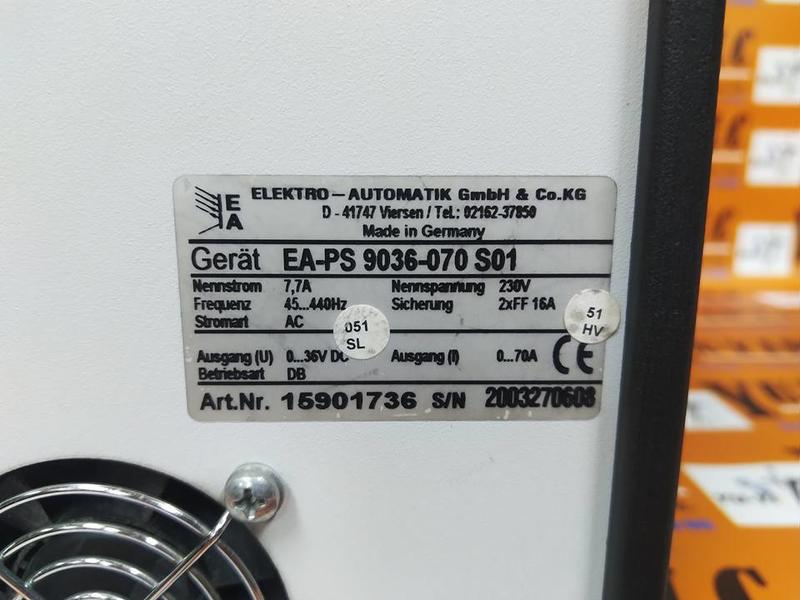 EA ELEKTRO-AUTOMATIK GmbH & Co.KG
D - 41747 Viersen / Tel.: 02162-37850
Made in Germany
Gerät EA-PS 9036-070 S01
Nennstrom 7,7A Nennspannung 230V
Frequenz 45...440Hz Sicherung 2xFF 16A
Stromart AC
051
SL
51
HV
Ausgang (U) 0...36V DC Ausgang (I) 0...70A CE
Betriebsart DB
Art.Nr. 15901736 S/N 2003270608